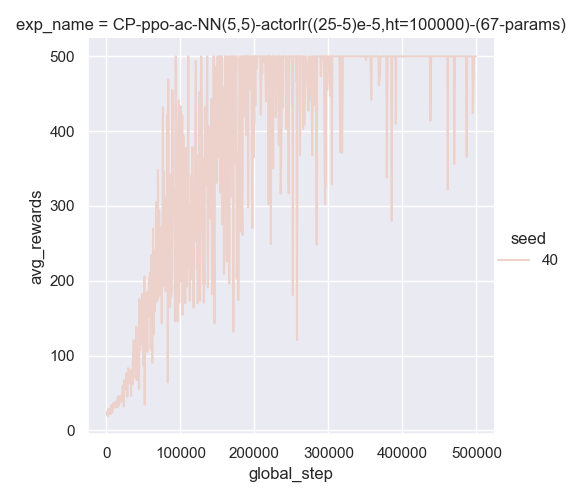 exp_name = CP-ppo-ac-NN(5,5)-actorlr((25-5)e-5,ht=100000)-(67-params)
500
400
300
200
100
0
avg_rewards
0 100000 200000 300000 400000 500000
global_step
seed
40